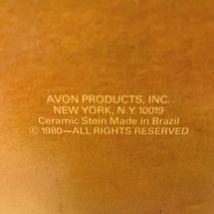 AVON PRODUCTS, INC.
NEW YORK, N.Y. 10019
Ceramic Stein Made in Brazil
© 1980—ALL RIGHTS RESERVED